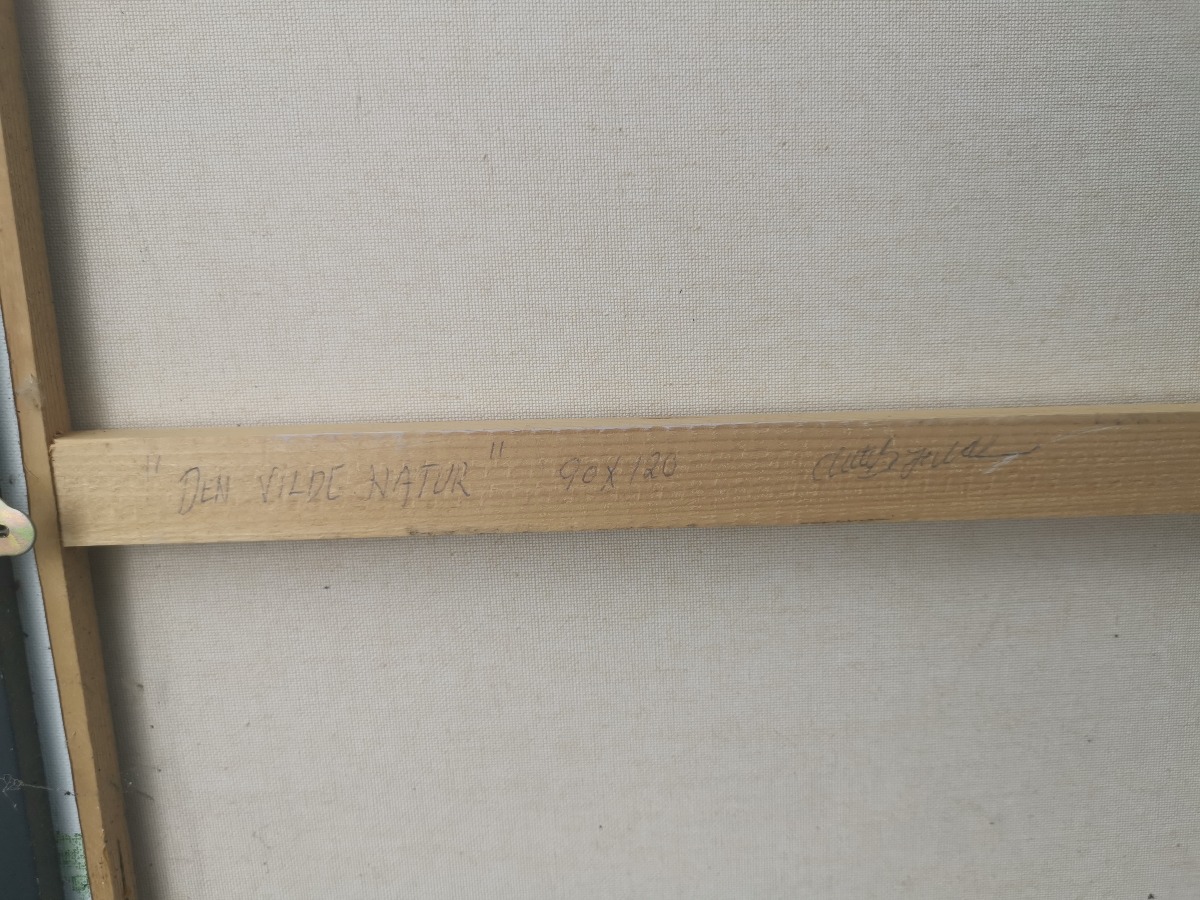 " DEN VILDE NATUR " 90X120